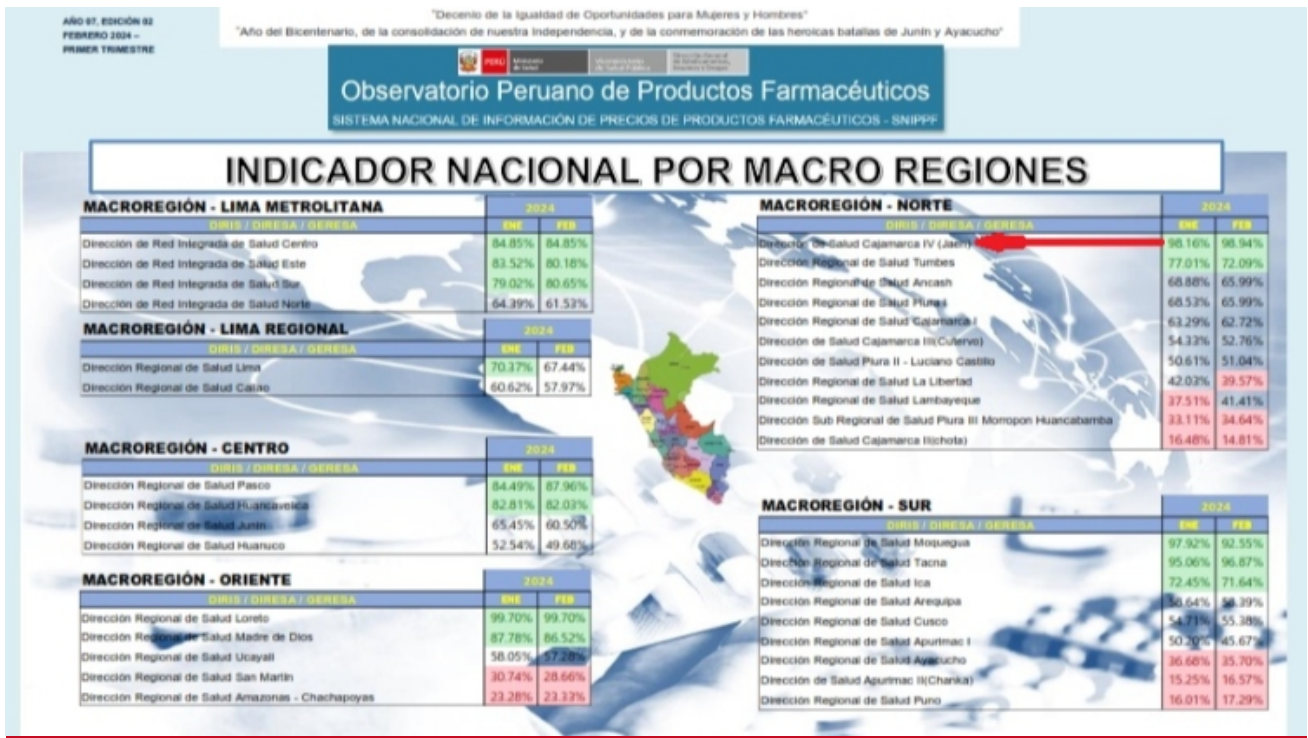 AÑO 07, EDICIÓN 02
FEBRERO 2024 –
PRIMER TRIMESTRE
"Decenio de la Igualdad de Oportunidades para Mujeres y Hombres"
"Año del Bicentenario, de la consolidación de nuestra Independencia, y de la conmemoración de las heroicas batallas de Junín y Ayacucho"
PERÚ Ministerio de Salud
Observatorio Peruano de Productos Farmacéuticos
SISTEMA NACIONAL DE INFORMACIÓN DE PRECIOS DE PRODUCTOS FARMACÉUTICOS - SNIPPF
INDICADOR NACIONAL POR MACRO REGIONES
MACROREGIÓN - LIMA METROLITANA 2024
DIRIS / DIRESA / GERESA ENE FEB
Dirección de Red Integrada de Salud Centro 84.85% 84.85%
Dirección de Red Integrada de Salud Este 83.52% 80.18%
Dirección de Red Integrada de Salud Sur 79.02% 80.65%
Dirección de Red Integrada de Salud Norte 64.39% 61.53%
MACROREGIÓN - LIMA REGIONAL 2024
DIRIS / DIRESA / GERESA ENE FEB
Dirección Regional de Salud Lima 70.37% 67.44%
Dirección Regional de Salud Callao 60.62% 57.97%
MACROREGIÓN - CENTRO 2024
DIRIS / DIRESA / GERESA ENE FEB
Dirección Regional de Salud Pasco 84.49% 87.96%
Dirección Regional de Salud Huancavelica 82.81% 82.03%
Dirección Regional de Salud Junín 65.45% 60.50%
Dirección Regional de Salud Huanuco 52.54% 49.68%
MACROREGIÓN - ORIENTE 2024
DIRIS / DIRESA / GERESA ENE FEB
Dirección Regional de Salud Loreto 99.70% 99.70%
Dirección Regional de Salud Madre de Dios 87.78% 86.52%
Dirección Regional de Salud Ucayali 58.05% 57.28%
Dirección Regional de Salud San Martin 30.74% 28.66%
Dirección Regional de Salud Amazonas - Chachapoyas 23.28% 23.33%
MACROREGIÓN - NORTE 2024
DIRIS / DIRESA / GERESA ENE FEB
Dirección de Salud Cajamarca IV (Jaen) 98.16% 98.94%
Dirección Regional de Salud Tumbes 77.01% 72.09%
Dirección Regional de Salud Ancash 68.88% 65.99%
Dirección Regional de Salud Piura I 68.53% 65.99%
Dirección Regional de Salud Cajamarca I 63.29% 62.72%
Dirección de Salud Cajamarca III(Cutervo) 54.33% 52.76%
Dirección de Salud Piura II - Luciano Castillo 50.61% 51.04%
Dirección Regional de Salud La Libertad 42.03% 39.57%
Dirección Regional de Salud Lambayeque 37.51% 41.41%
Dirección Sub Regional de Salud Piura III Morropon Huancabamba 33.11% 34.64%
Dirección de Salud Cajamarca II(chota) 16.48% 14.81%
MACROREGIÓN - SUR 2024
DIRIS / DIRESA / GERESA ENE FEB
Dirección Regional de Salud Moquegua 97.92% 92.55%
Dirección Regional de Salud Tacna 95.06% 96.87%
Dirección Regional de Salud Ica 72.45% 71.64%
Dirección Regional de Salud Arequipa
Dirección Regional de Salud Cusco 54.71% 55.38%
Dirección Regional de Salud Apurimac I 50.20% 45.67%
Dirección Regional de Salud Ayacucho 36.68% 35.70%
Dirección de Salud Apurimac II(Chanka) 15.25% 16.57%
Dirección Regional de Salud Puno 16.01% 17.29%